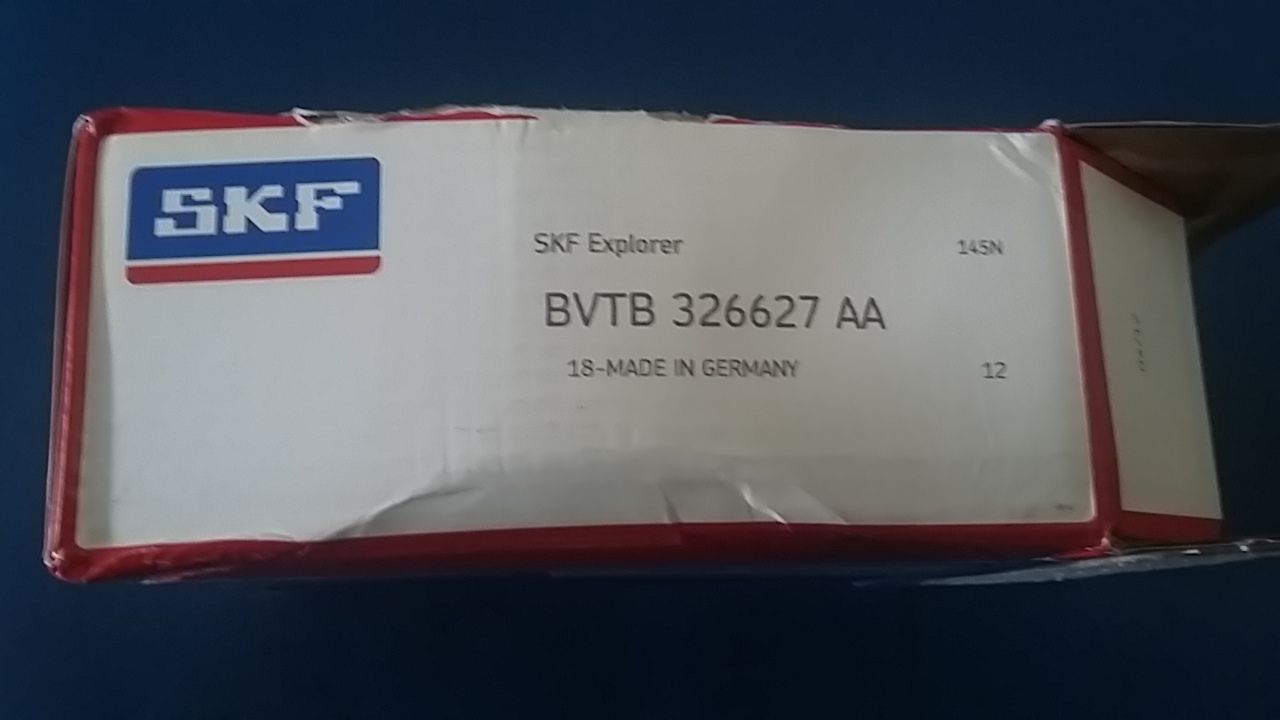 SKF
SKF Explorer 145N
BVTB 326627 AA
18-MADE IN GERMANY 12